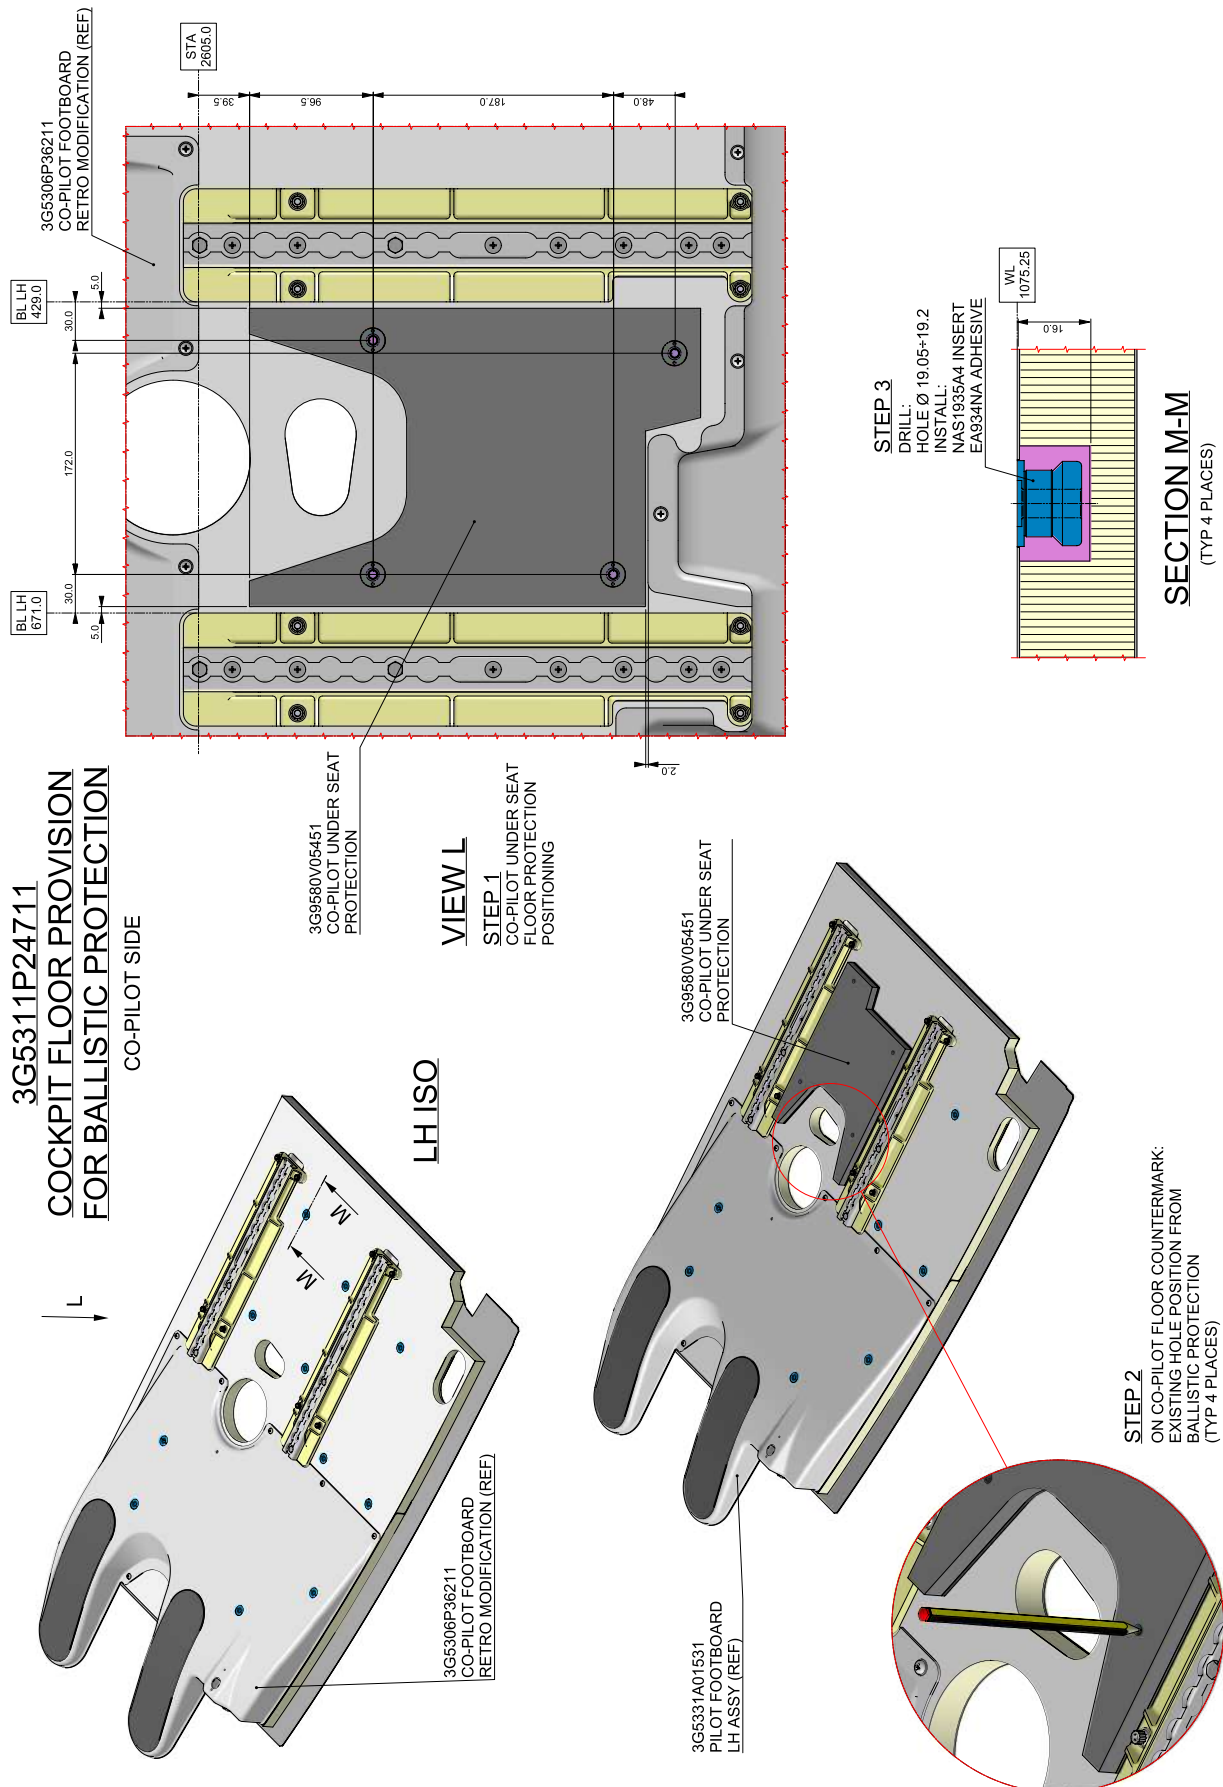 3G5311P24711
COCKPIT FLOOR PROVISION
FOR BALLISTIC PROTECTION
CO-PILOT SIDE
L
M
M
LH ISO
3G5306P36211
CO-PILOT FOOTBOARD
RETRO MODIFICATION (REF)
3G5306P36211
CO-PILOT FOOTBOARD
RETRO MODIFICATION (REF)
STA
2605.0
BL LH
429.0
BL LH
671.0
39.5
96.5
187.0
48.0
5.0
30.0
172.0
30.0
5.0
2.0
3G9580V05451
CO-PILOT UNDER SEAT
PROTECTION
VIEW L
STEP 1
CO-PILOT UNDER SEAT
FLOOR PROTECTION
POSITIONING
3G9580V05451
CO-PILOT UNDER SEAT
PROTECTION
3G5331A01531
PILOT FOOTBOARD
LH ASSY (REF)
STEP 2
ON CO-PILOT FLOOR COUNTERMARK:
EXISTING HOLE POSITION FROM
BALLISTIC PROTECTION
(TYP 4 PLACES)
STEP 3
DRILL:
HOLE Ø 19.05÷19.2
INSTALL:
NAS1935A4 INSERT
EA934NA ADHESIVE
WL
1075.25
16.0
SECTION M-M
(TYP 4 PLACES)